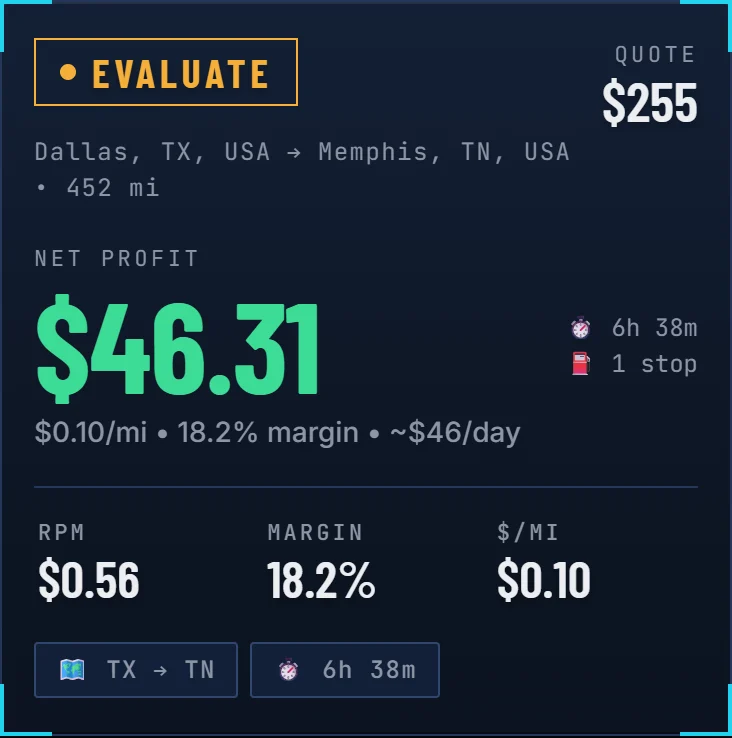 EVALUATE
QUOTE
$255
Dallas, TX, USA → Memphis, TN, USA
• 452 mi
NET PROFIT
$46.31
6h 38m
1 stop
$0.10/mi • 18.2% margin • ~$46/day
RPM MARGIN $/MI
$0.56 18.2% $0.10
TX → TN 6h 38m